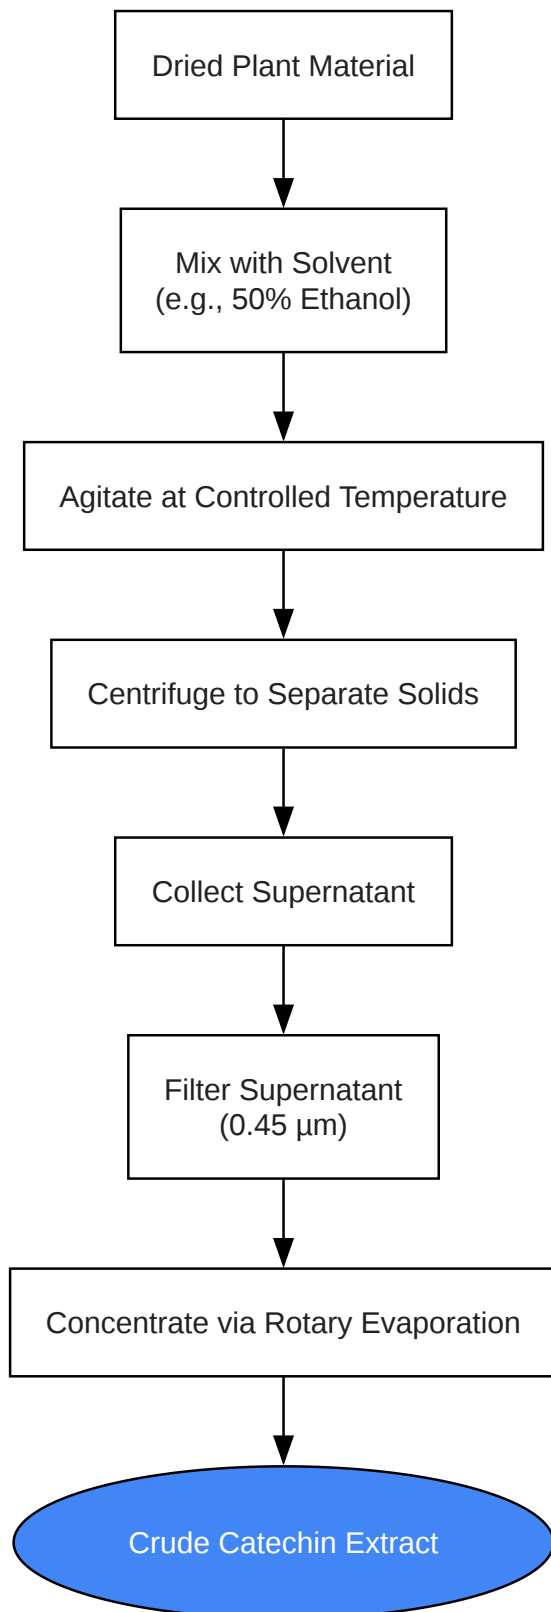 Dried Plant Material
Mix with Solvent
(e.g., 50% Ethanol)
Agitate at Controlled Temperature
Centrifuge to Separate Solids
Collect Supernatant
Filter Supernatant
(0.45 µm)
Concentrate via Rotary Evaporation
Crude Catechin Extract